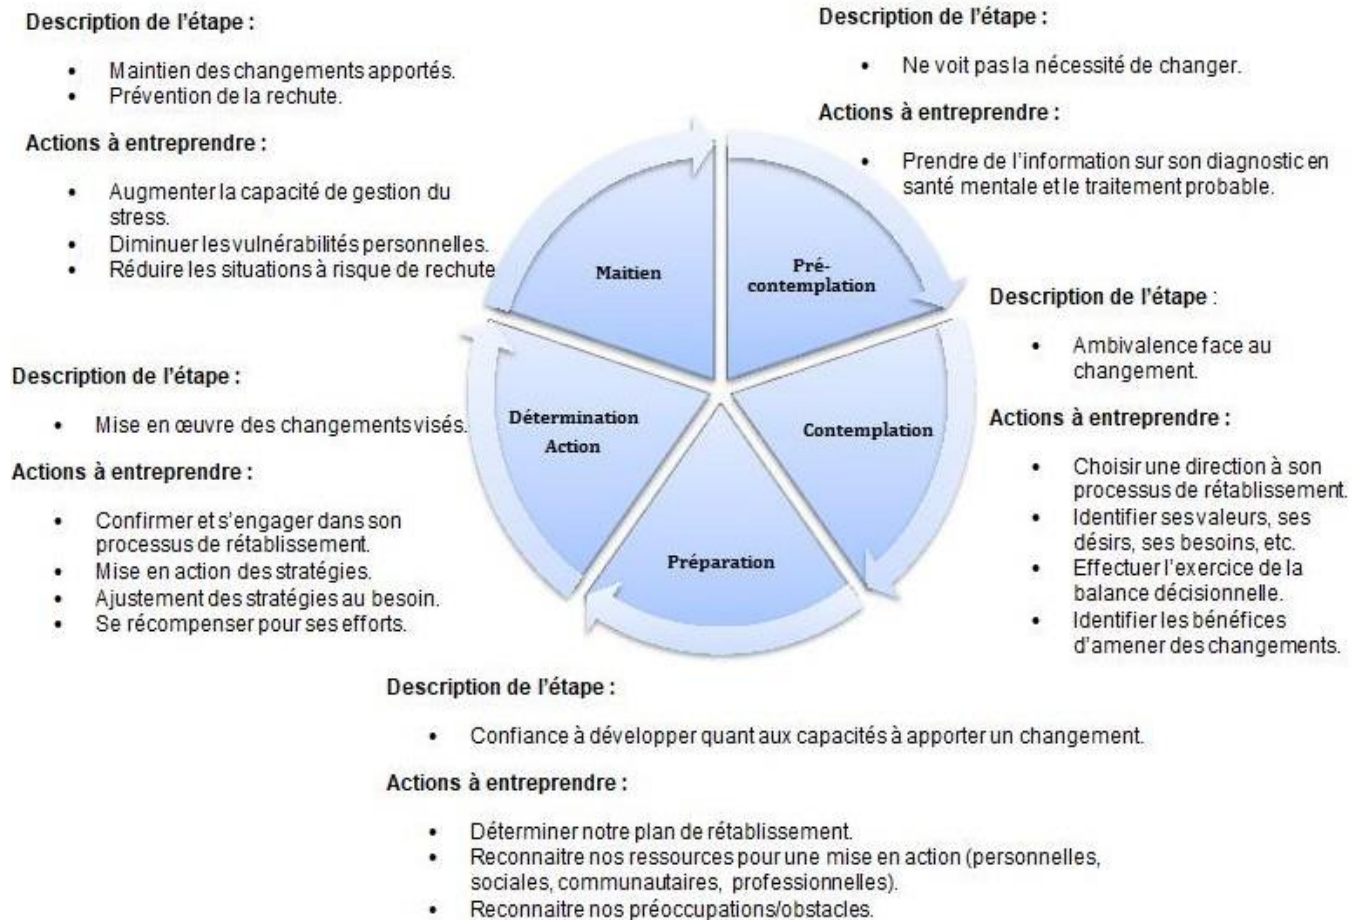 Description de l'étape :
• Ne voit pas la nécessité de changer.
Actions à entreprendre :
• Prendre de l'information sur son diagnostic en
santé mentale et le traitement probable.
Pré-
contemplation
Description de l'étape :
• Ambivalence face au
changement.
Actions à entreprendre :
• Choisir une direction à son
processus de rétablissement.
• Identifier ses valeurs, ses
désirs, ses besoins, etc.
• Effectuer l'exercice de la
balance décisionnelle.
• Identifier les bénéfices
d'amener des changements.
Contemplation
Préparation
Description de l'étape :
• Confiance à développer quant aux capacités à apporter un changement.
Actions à entreprendre :
• Déterminer notre plan de rétablissement.
• Reconnaitre nos ressources pour une mise en action (personnelles,
sociales, communautaires, professionnelles).
• Reconnaitre nos préoccupations/obstacles.
Description de l'étape :
• Mise en œuvre des changements visés.
Actions à entreprendre :
• Confirmer et s'engager dans son
processus de rétablissement.
• Mise en action des stratégies.
• Ajustement des stratégies au besoin.
• Se récompenser pour ses efforts.
Détermination
Action
Description de l'étape :
• Maintien des changements apportés.
• Prévention de la rechute.
Actions à entreprendre :
• Augmenter la capacité de gestion du
stress.
• Diminuer les vulnérabilités personnelles.
• Réduire les situations à risque de rechute
Maitien